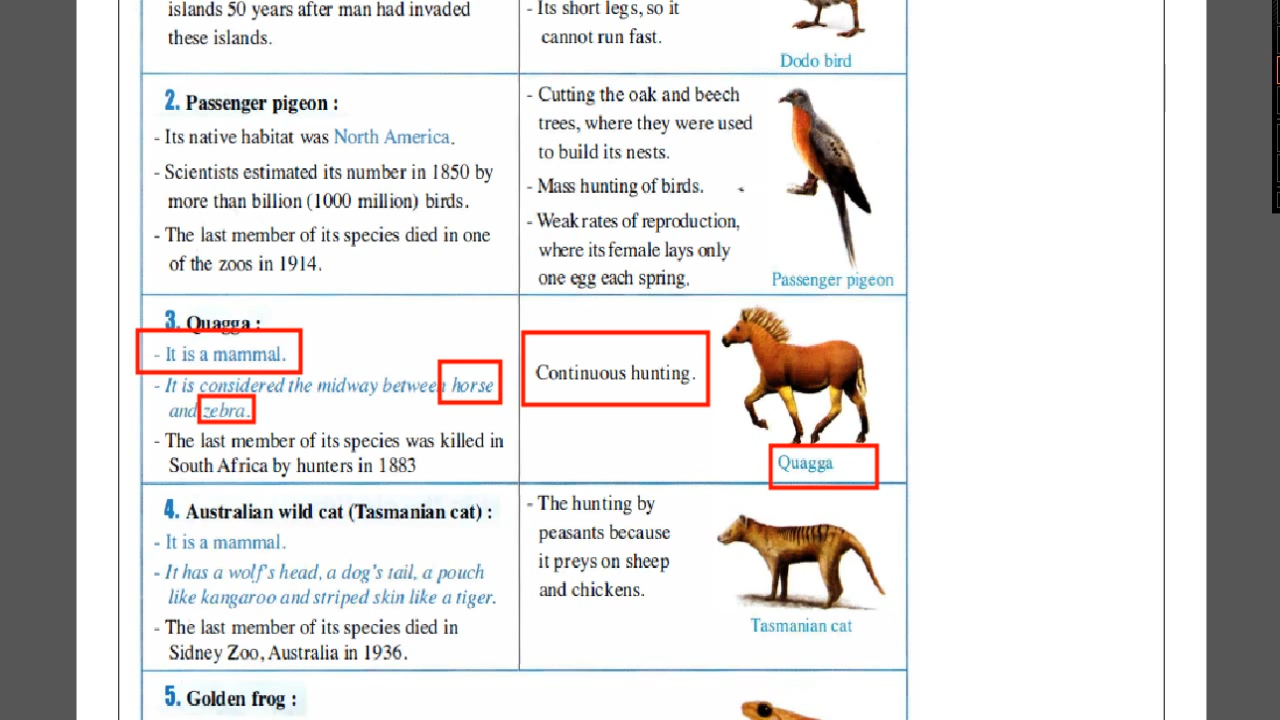 islands 50 years after man had invaded
these islands.
- Its short legs, so it
cannot run fast.
Dodo bird
2. Passenger pigeon :
- Its native habitat was North America.
- Scientists estimated its number in 1850 by
more than billion (1000 million) birds.
- The last member of its species died in one
of the zoos in 1914.
- Cutting the oak and beech
trees, where they were used
to build its nests.
- Mass hunting of birds.
- Weak rates of reproduction,
where its female lays only
one egg each spring.
Passenger pigeon
3. Quagga :
- It is a mammal.
- It is considered the midway between horse
and zebra.
- The last member of its species was killed in
South Africa by hunters in 1883
Continuous hunting.
Quagga
4. Australian wild cat (Tasmanian cat) :
- It is a mammal.
- It has a wolf's head, a dog's tail, a pouch
like kangaroo and striped skin like a tiger.
- The last member of its species died in
Sidney Zoo, Australia in 1936.
- The hunting by
peasants because
it preys on sheep
and chickens.
Tasmanian cat
5. Golden frog :